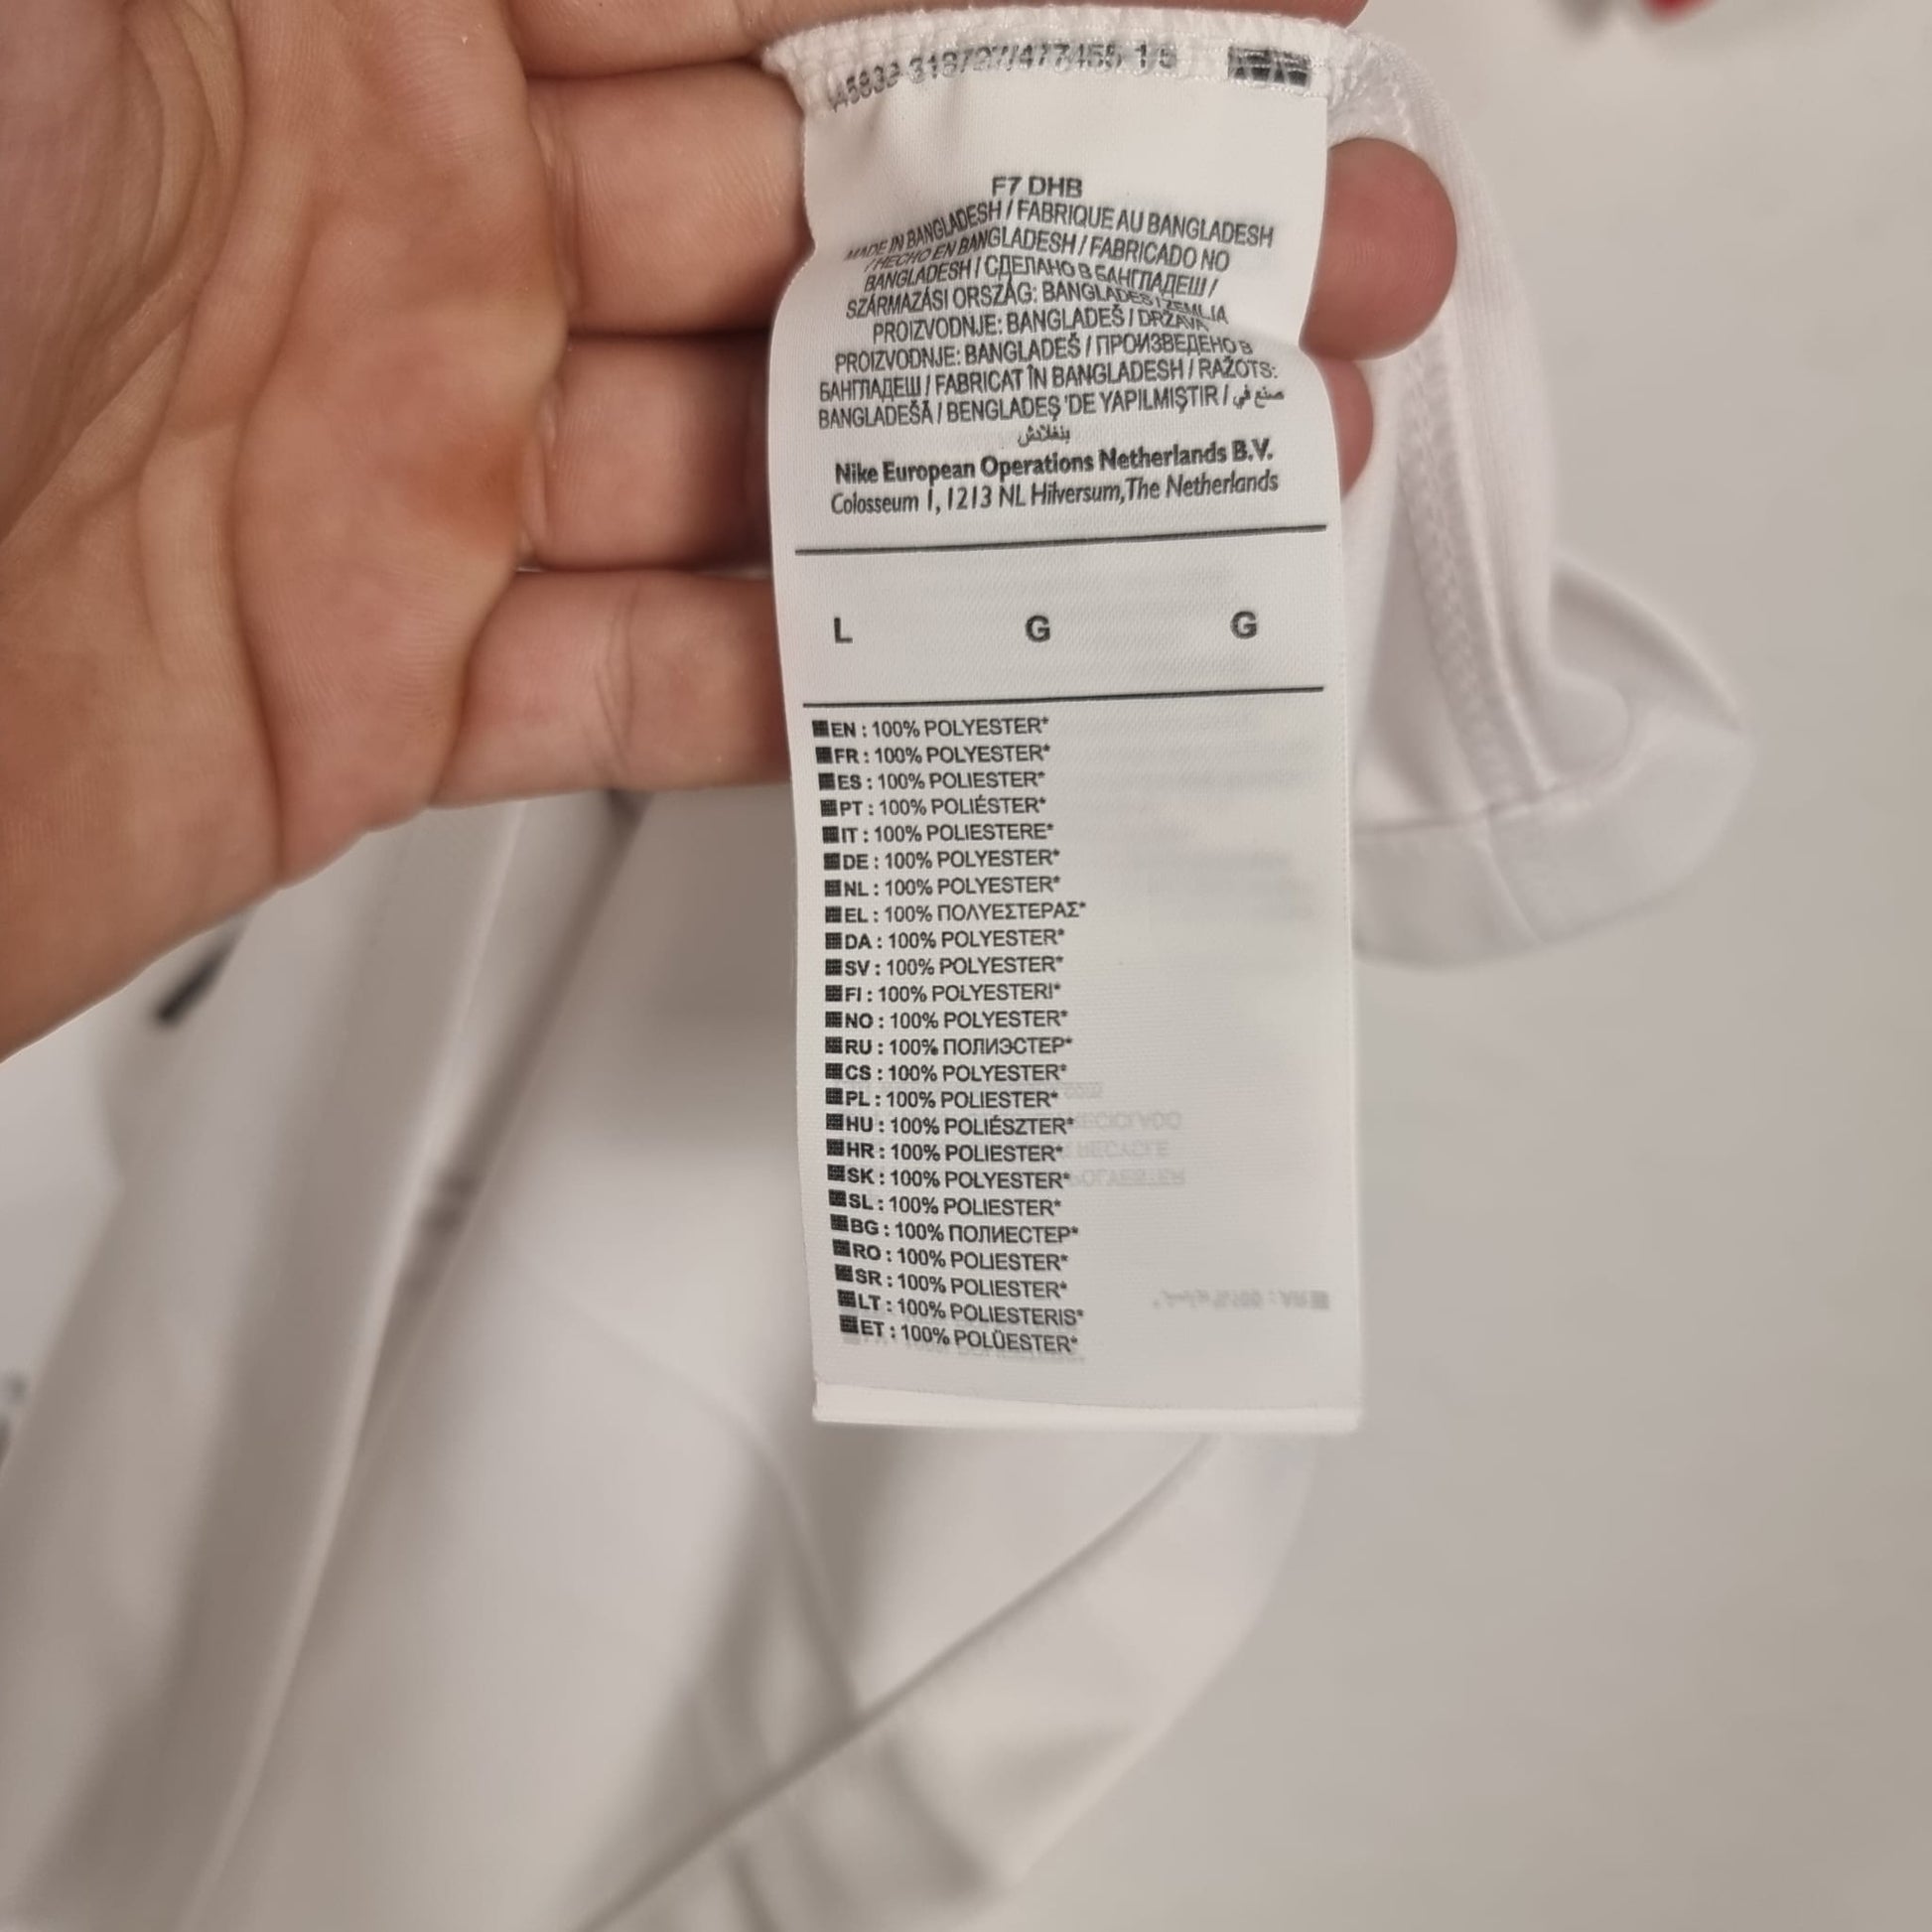 1/5
F7 DHB
MADE IN BANGLADESH / FABRIQUE AU BANGLADESH
/ HECHO EN BANGLADESH / FABRICADO NO
BANGLADESH / СДЕЛАНО В БАНГЛАДЕШ /
SZÁRMAZÁSI ORSZÁG: BANGLADES / ZEMLJA
PROIZVODNJE: BANGLADEŠ / DRŽAVA
PROIZVODNJE: BANGLADEŠ / ПРОИЗВЕДЕНО В
БАНГЛАДЕШ / FABRICAT ÎN BANGLADESH / RAŽOTS:
BANGLADEŠĀ / BENGLADEŞ 'DE YAPILMIŞTIR / صنع في
بنغلادش
Nike European Operations Netherlands B.V.
Colosseum 1, 1213 NL Hilversum, The Netherlands
L G G
EN : 100% POLYESTER*
FR : 100% POLYESTER*
ES : 100% POLIESTER*
PT : 100% POLIÉSTER*
IT : 100% POLIESTERE*
DE : 100% POLYESTER*
NL : 100% POLYESTER*
EL : 100% ΠΟΛΥΕΣΤΕΡΑΣ*
DA : 100% POLYESTER*
SV : 100% POLYESTER*
FI : 100% POLYESTERI*
NO : 100% POLYESTER*
RU : 100% ПОЛИЭСТЕР*
CS : 100% POLYESTER*
PL : 100% POLIESTER*
HU : 100% POLIÉSZTER*
HR : 100% POLIESTER*
SK : 100% POLYESTER*
SL : 100% POLIESTER*
BG : 100% ПОЛИЕСТЕР*
RO : 100% POLIESTER*
SR : 100% POLIESTER*
LT : 100% POLIESTERIS*
ET : 100% POLÜESTER*